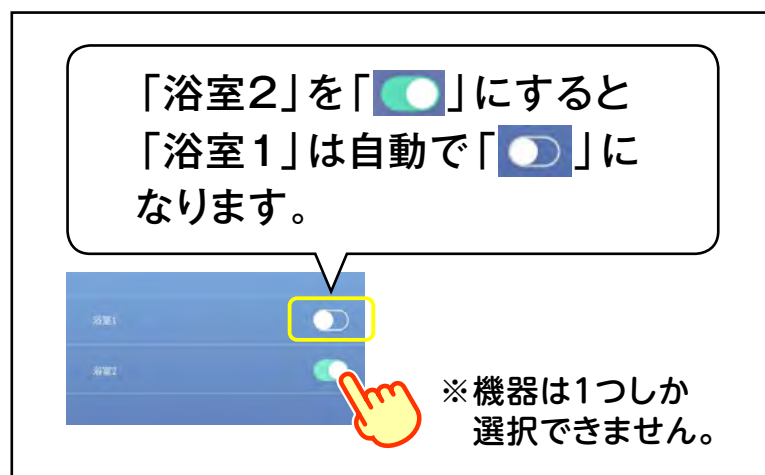 「浴室2」を「」にすると
「浴室1」は自動で「」に
なります。
浴室1
浴室2
※機器は1つしか
選択できません。